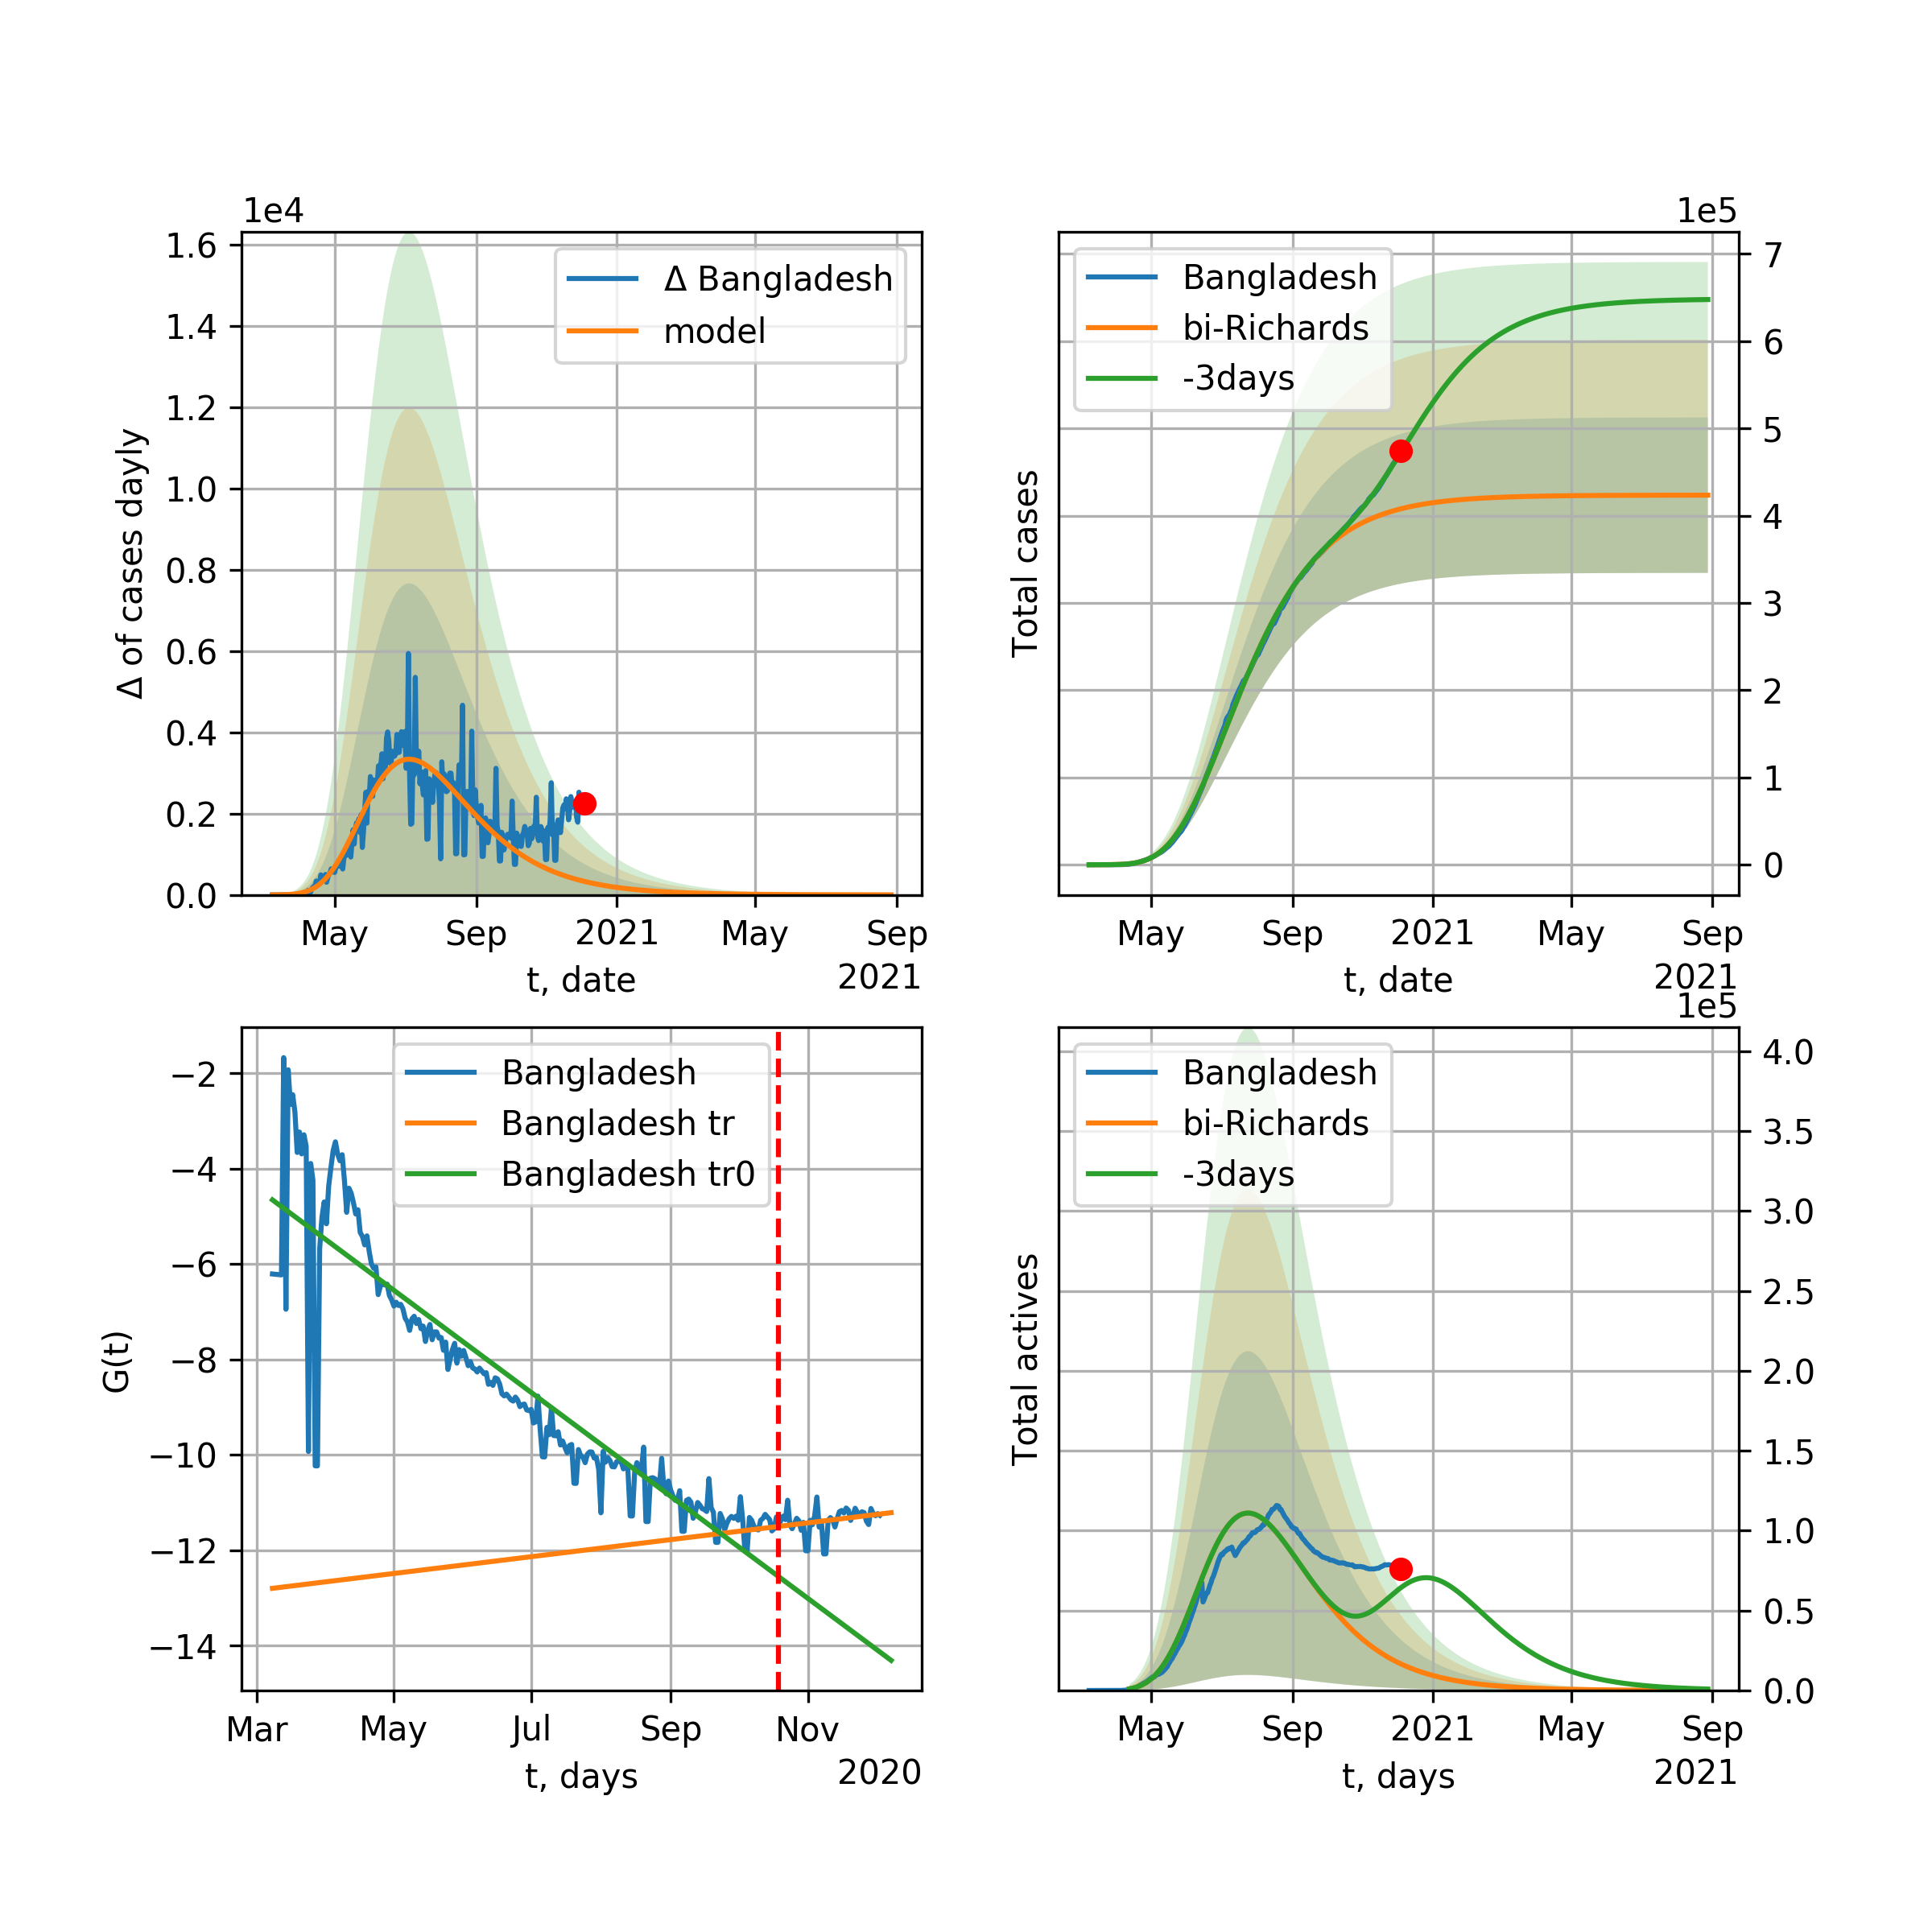 1e4
1.6
1.4
1.2
1.0
0.8
0.6
0.4
0.2
0.0
Δ of cases dayly
Δ Bangladesh
model
May Sep 2021 May Sep
t, date
2021
1e5
7
6
5
4
3
2
1
0
Total cases
Bangladesh
bi-Richards
-3days
May Sep 2021 May Sep
t, date
2021
−2
−4
−6
−8
−10
−12
−14
G(t)
Bangladesh
Bangladesh tr
Bangladesh tr0
Mar May Jul Sep Nov
t, days
2020
1e5
4.0
3.5
3.0
2.5
2.0
1.5
1.0
0.5
0.0
Total actives
Bangladesh
bi-Richards
-3days
May Sep 2021 May Sep
t, days
2021